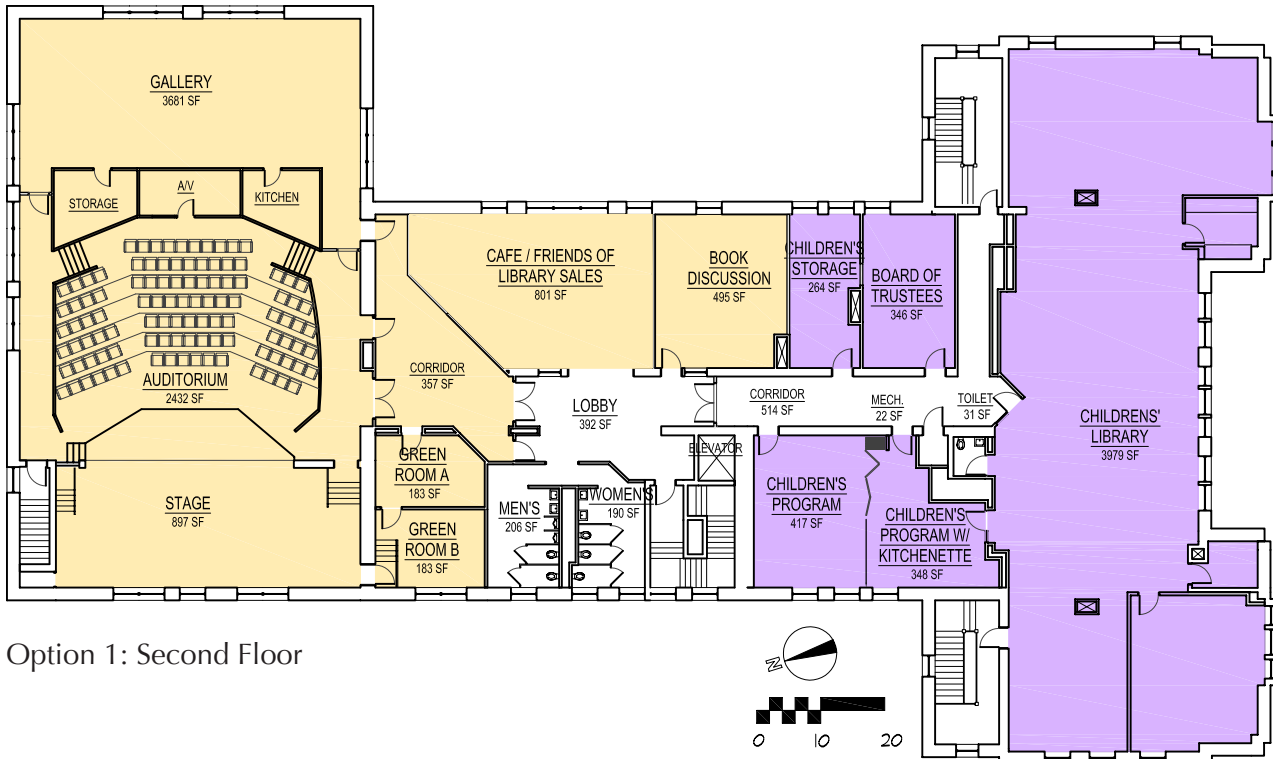 GALLERY
3681 SF
STORAGE
A/V
KITCHEN
AUDITORIUM
2432 SF
STAGE
897 SF
CORRIDOR
357 SF
CAFE / FRIENDS OF
LIBRARY SALES
801 SF
BOOK
DISCUSSION
495 SF
CHILDREN'S
STORAGE
264 SF
BOARD OF
TRUSTEES
346 SF
LOBBY
392 SF
CORRIDOR
514 SF
MECH.
22 SF
TOILET
31 SF
CHILDRENS'
LIBRARY
3979 SF
GREEN
ROOM A
183 SF
GREEN
ROOM B
183 SF
MEN'S
206 SF
WOMEN'S
190 SF
ELEVATOR
CHILDREN'S
PROGRAM
417 SF
CHILDREN'S
PROGRAM W/
KITCHENETTE
348 SF
Option 1: Second Floor
N
0 10 20